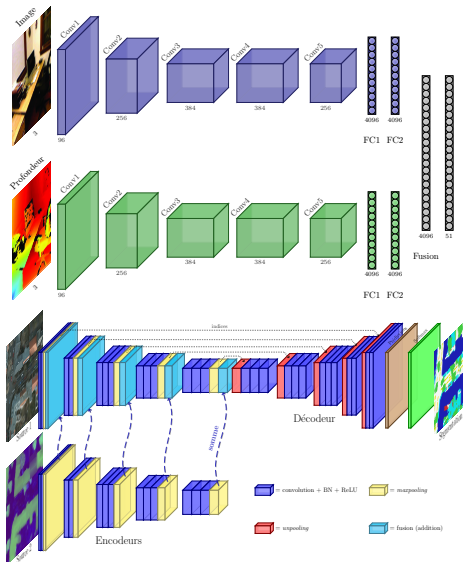 Image
3
96
Conv1
256
Conv2
384
Conv3
384
Conv4
256
Conv5
4096
4096
FC1
FC2
Profondeur
3
96
Conv1
256
Conv2
384
Conv3
384
Conv4
256
Conv5
4096
4096
FC1
FC2
4096
51
Fusion
indices
somme
Décodeur
Encodeurs
= convolution + BN + ReLU
= maxpooling
= unpooling
= fusion (addition)